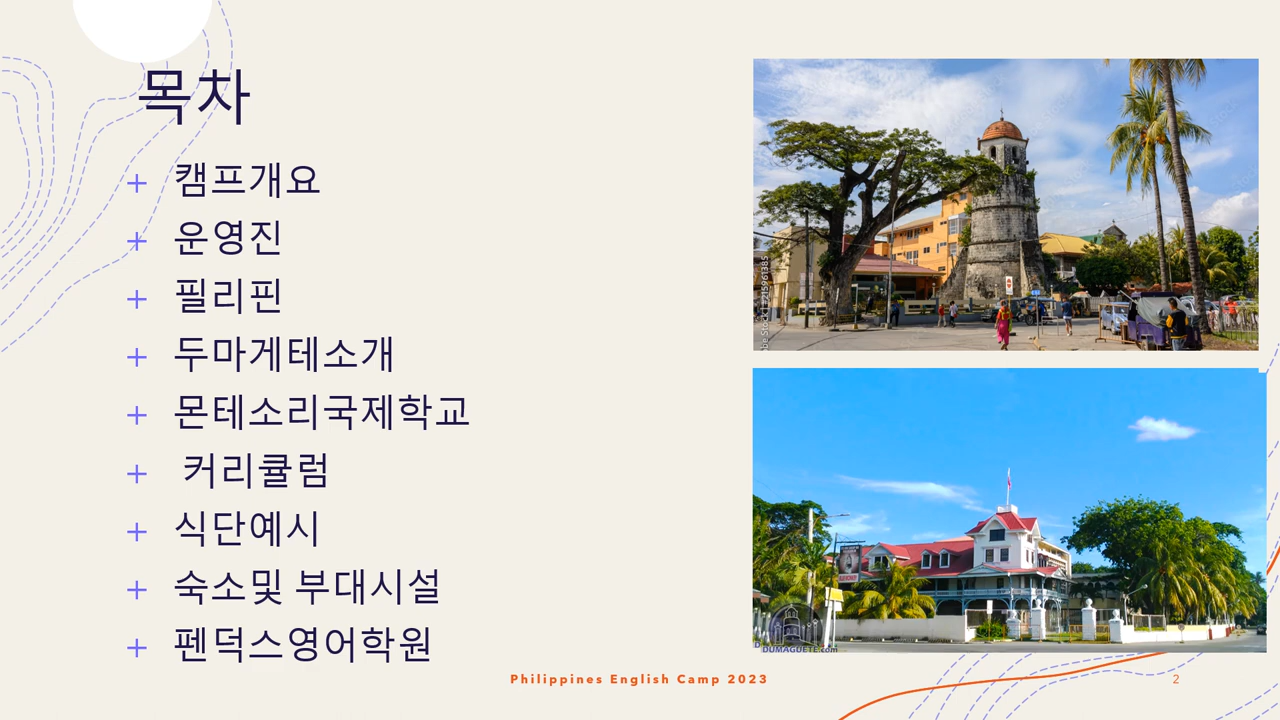 목차
+ 캠프개요
+ 운영진
+ 필리핀
+ 두마게테소개
+ 몬테소리국제학교
+ 커리큘럼
+ 식단예시
+ 숙소및 부대시설
+ 펜덕스영어학원
DUMAGUETE.com
Philippines English Camp 2023
2